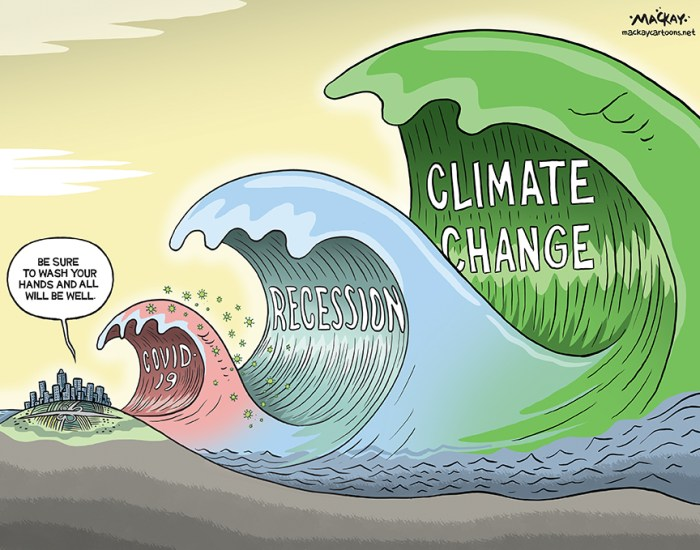 MACKAY
mackaycartoons.net
CLIMATE
CHANGE
BE SURE
TO WASH YOUR
HANDS AND ALL
WILL BE WELL.
RECESSION
COVID-
19